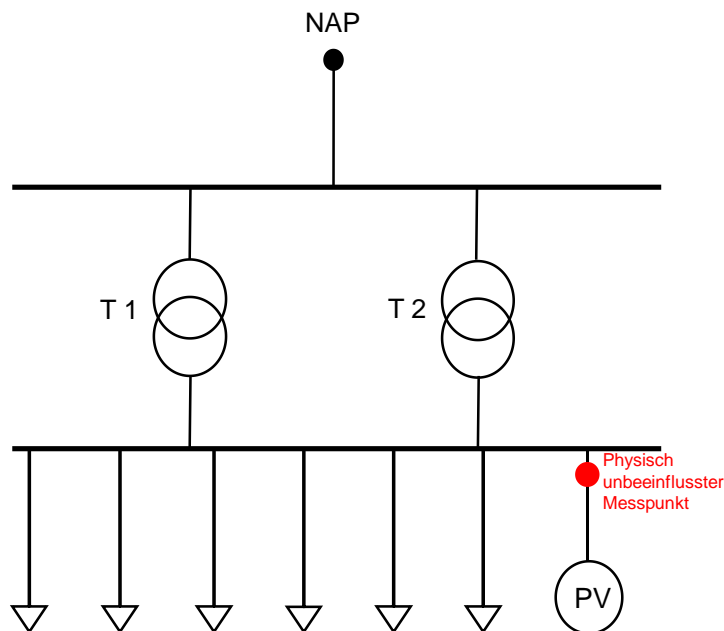 NAP
T 1
T 2
Physisch
unbeeinflusster
Messpunkt
PV